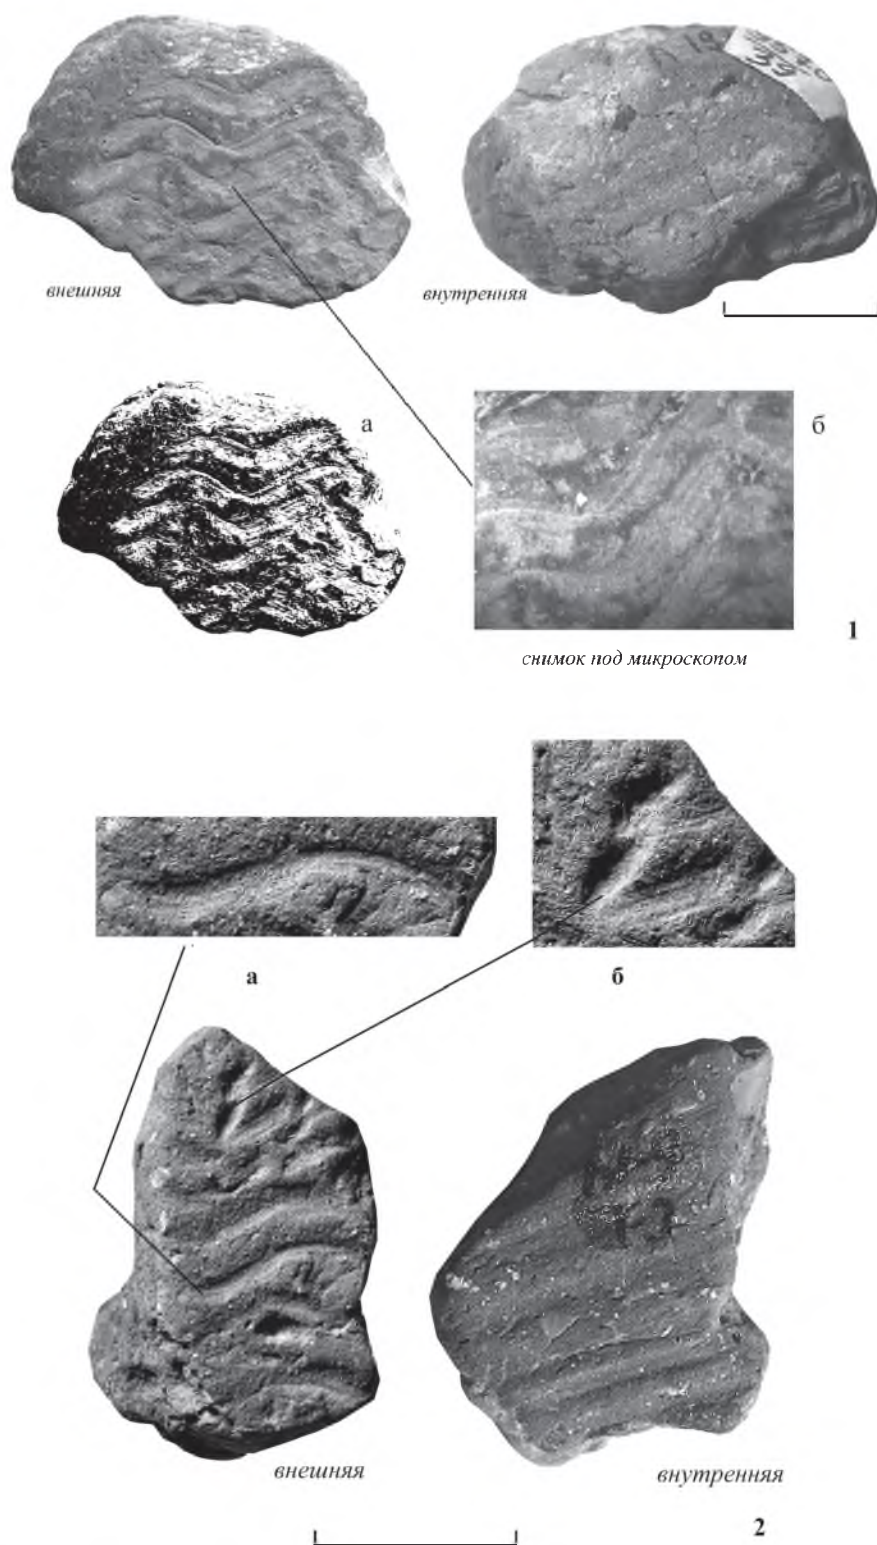 внешняя
внутренняя
а
б
снимок под микроскопом
1
а
б
внешняя
внутренняя
2